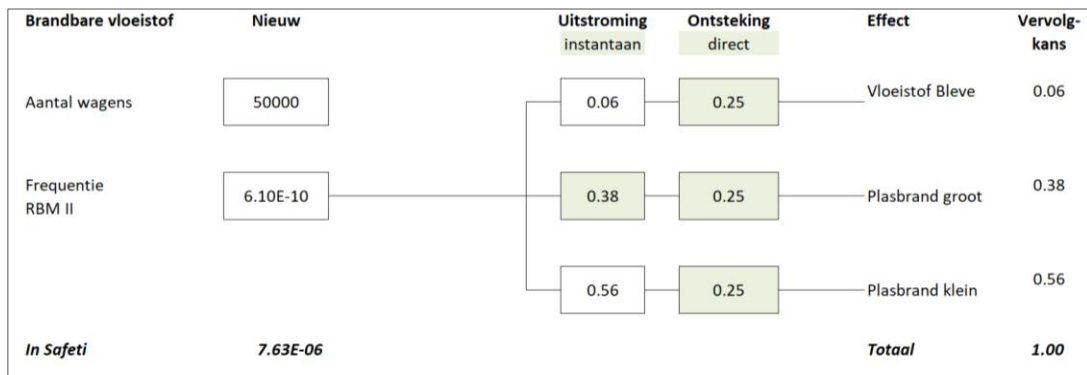 Brandbare vloeistof Nieuw Uitstroming Ontsteking Effect Vervolg-
instantaan direct kans
Aantal wagens 50000 0.06 0.25 Vloeistof Bleve 0.06
Frequentie
RBM II 6.10E-10 0.38 0.25 Plasbrand groot 0.38
0.56 0.25 Plasbrand klein 0.56
In Safeti 7.63E-06 Totaal 1.00